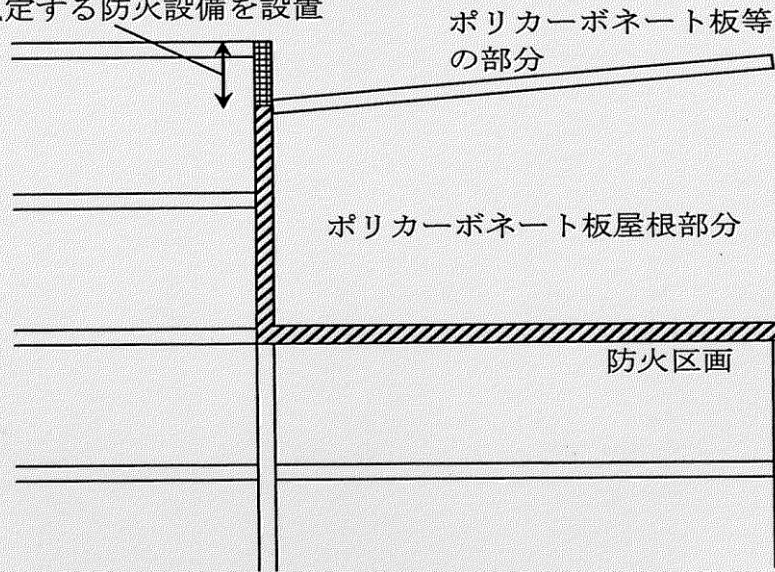 定する防火設備を設置
ポリカーボネート板等
の部分
ポリカーボネート板屋根部分
防火区画